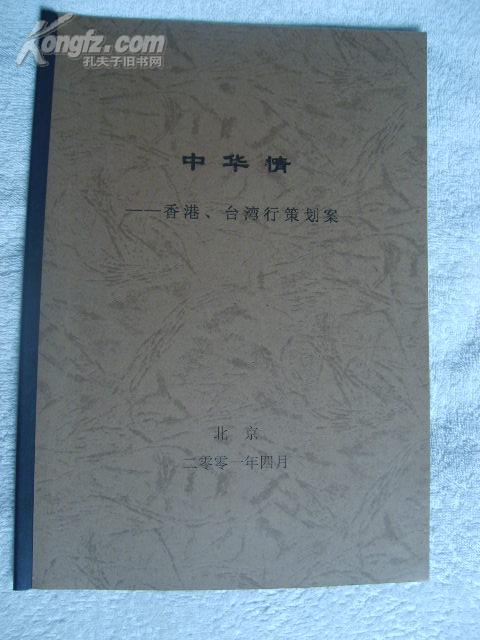 Kongfz.com
孔夫子旧书网
中华情
——香港、台湾行策划案
北京
二零零一年四月